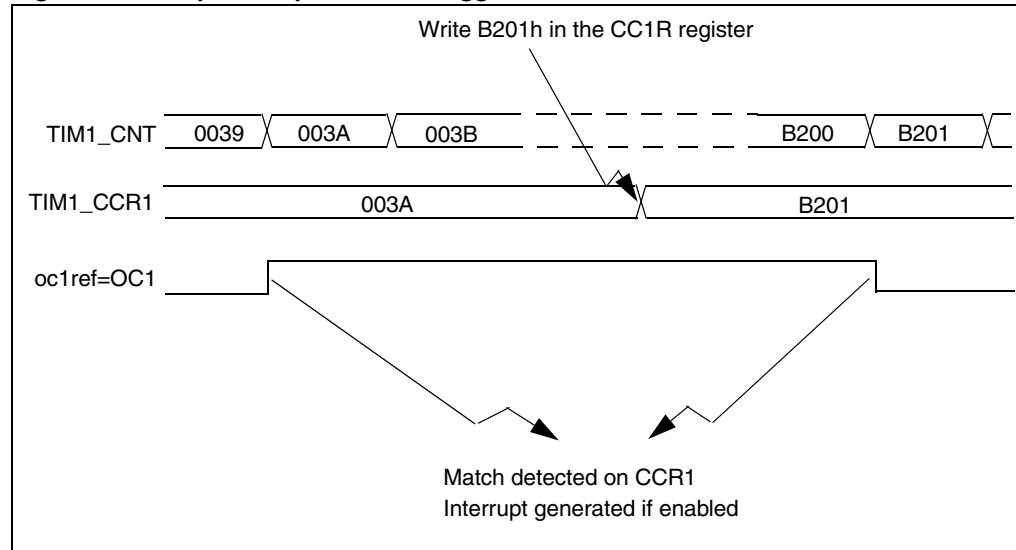 Write B201h in the CC1R register
TIM1_CNT 0039 003A 003B B200 B201
TIM1_CCR1 003A B201
oc1ref=OC1
Match detected on CCR1
Interrupt generated if enabled